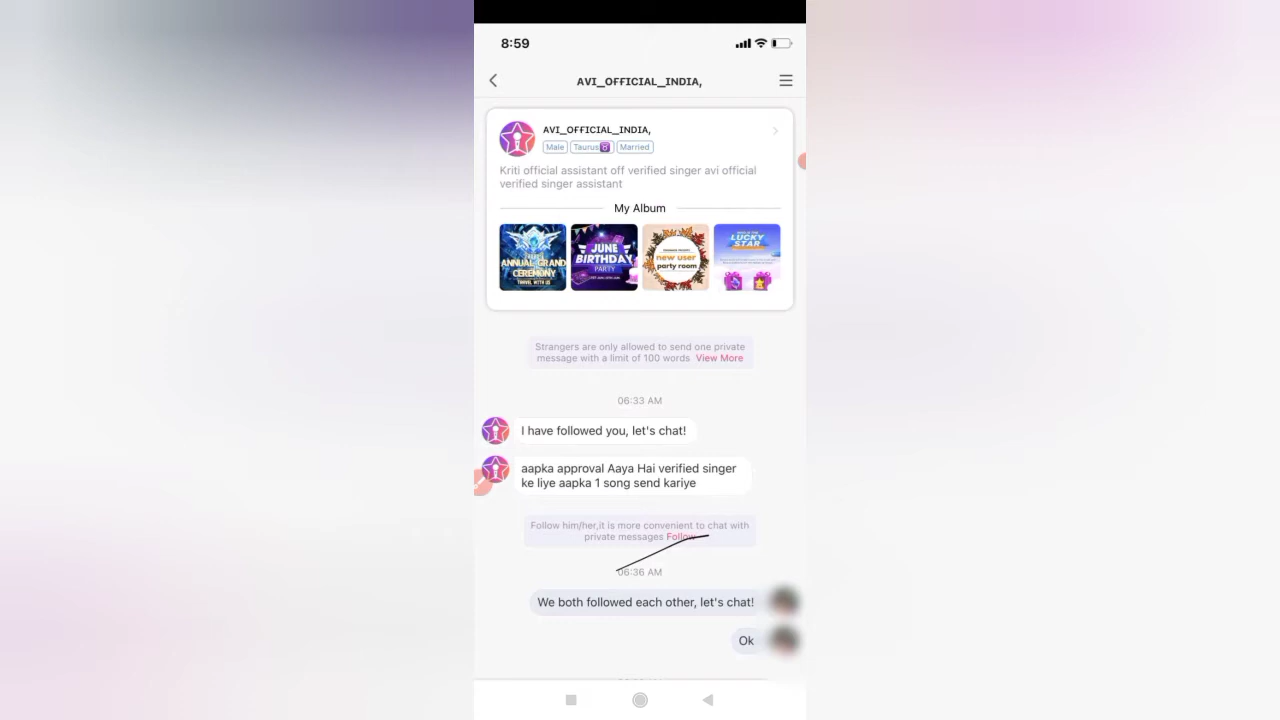 8:59
AVI_OFFICIAL_INDIA,
AVI_OFFICIAL_INDIA,
Male Taurus♉ Married
Kriti official assistant off verified singer avi official
verified singer assistant
My Album
ANNUAL GRAND
CEREMONY
TRAVEL WITH US
JUNE
BIRTHDAY
PARTY
new user
party room
LUCKY
STAR
Strangers are only allowed to send one private
message with a limit of 100 words View More
06:33 AM
I have followed you, let's chat!
aapka approval Aaya Hai verified singer
ke liye aapka 1 song send kariye
Follow him/her,it is more convenient to chat with
private messages Follow
06:36 AM
We both followed each other, let's chat!
Ok